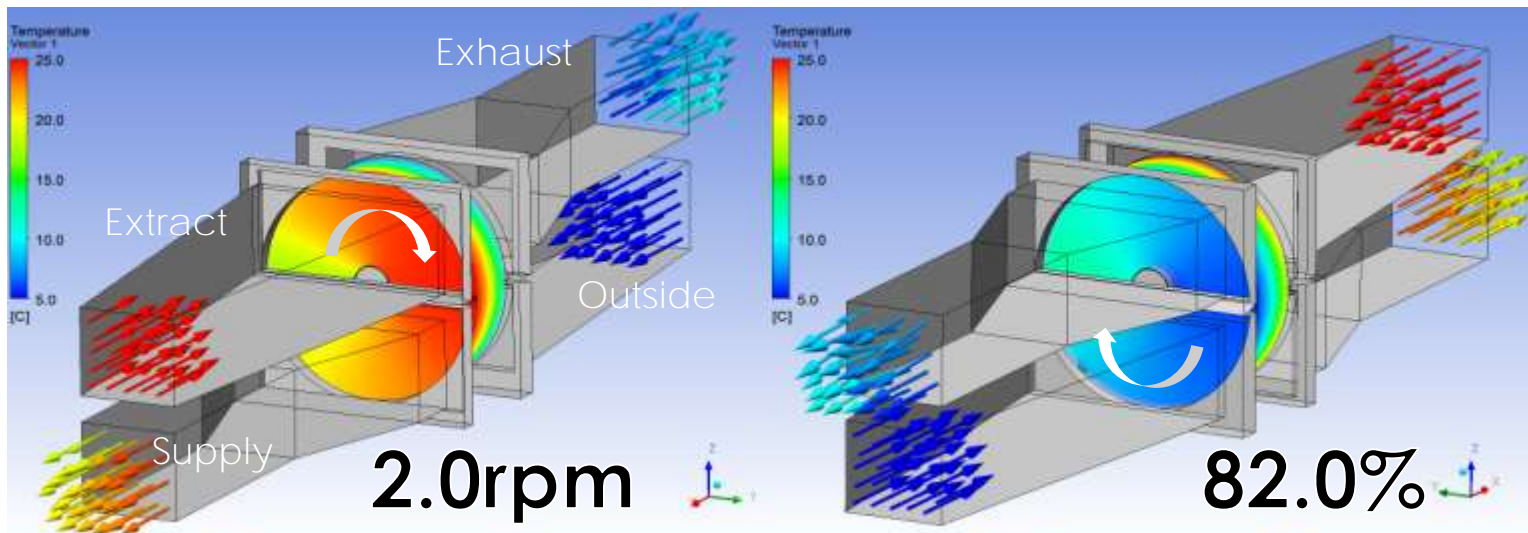 Temperature
Vector 1
25.0
20.0
15.0
10.0
5.0
[C]
Exhaust
Extract
Outside
Supply
2.0rpm
Z
Y
Temperature
Vector 1
25.0
20.0
15.0
10.0
5.0
[C]
82.0%
Z
Y
X